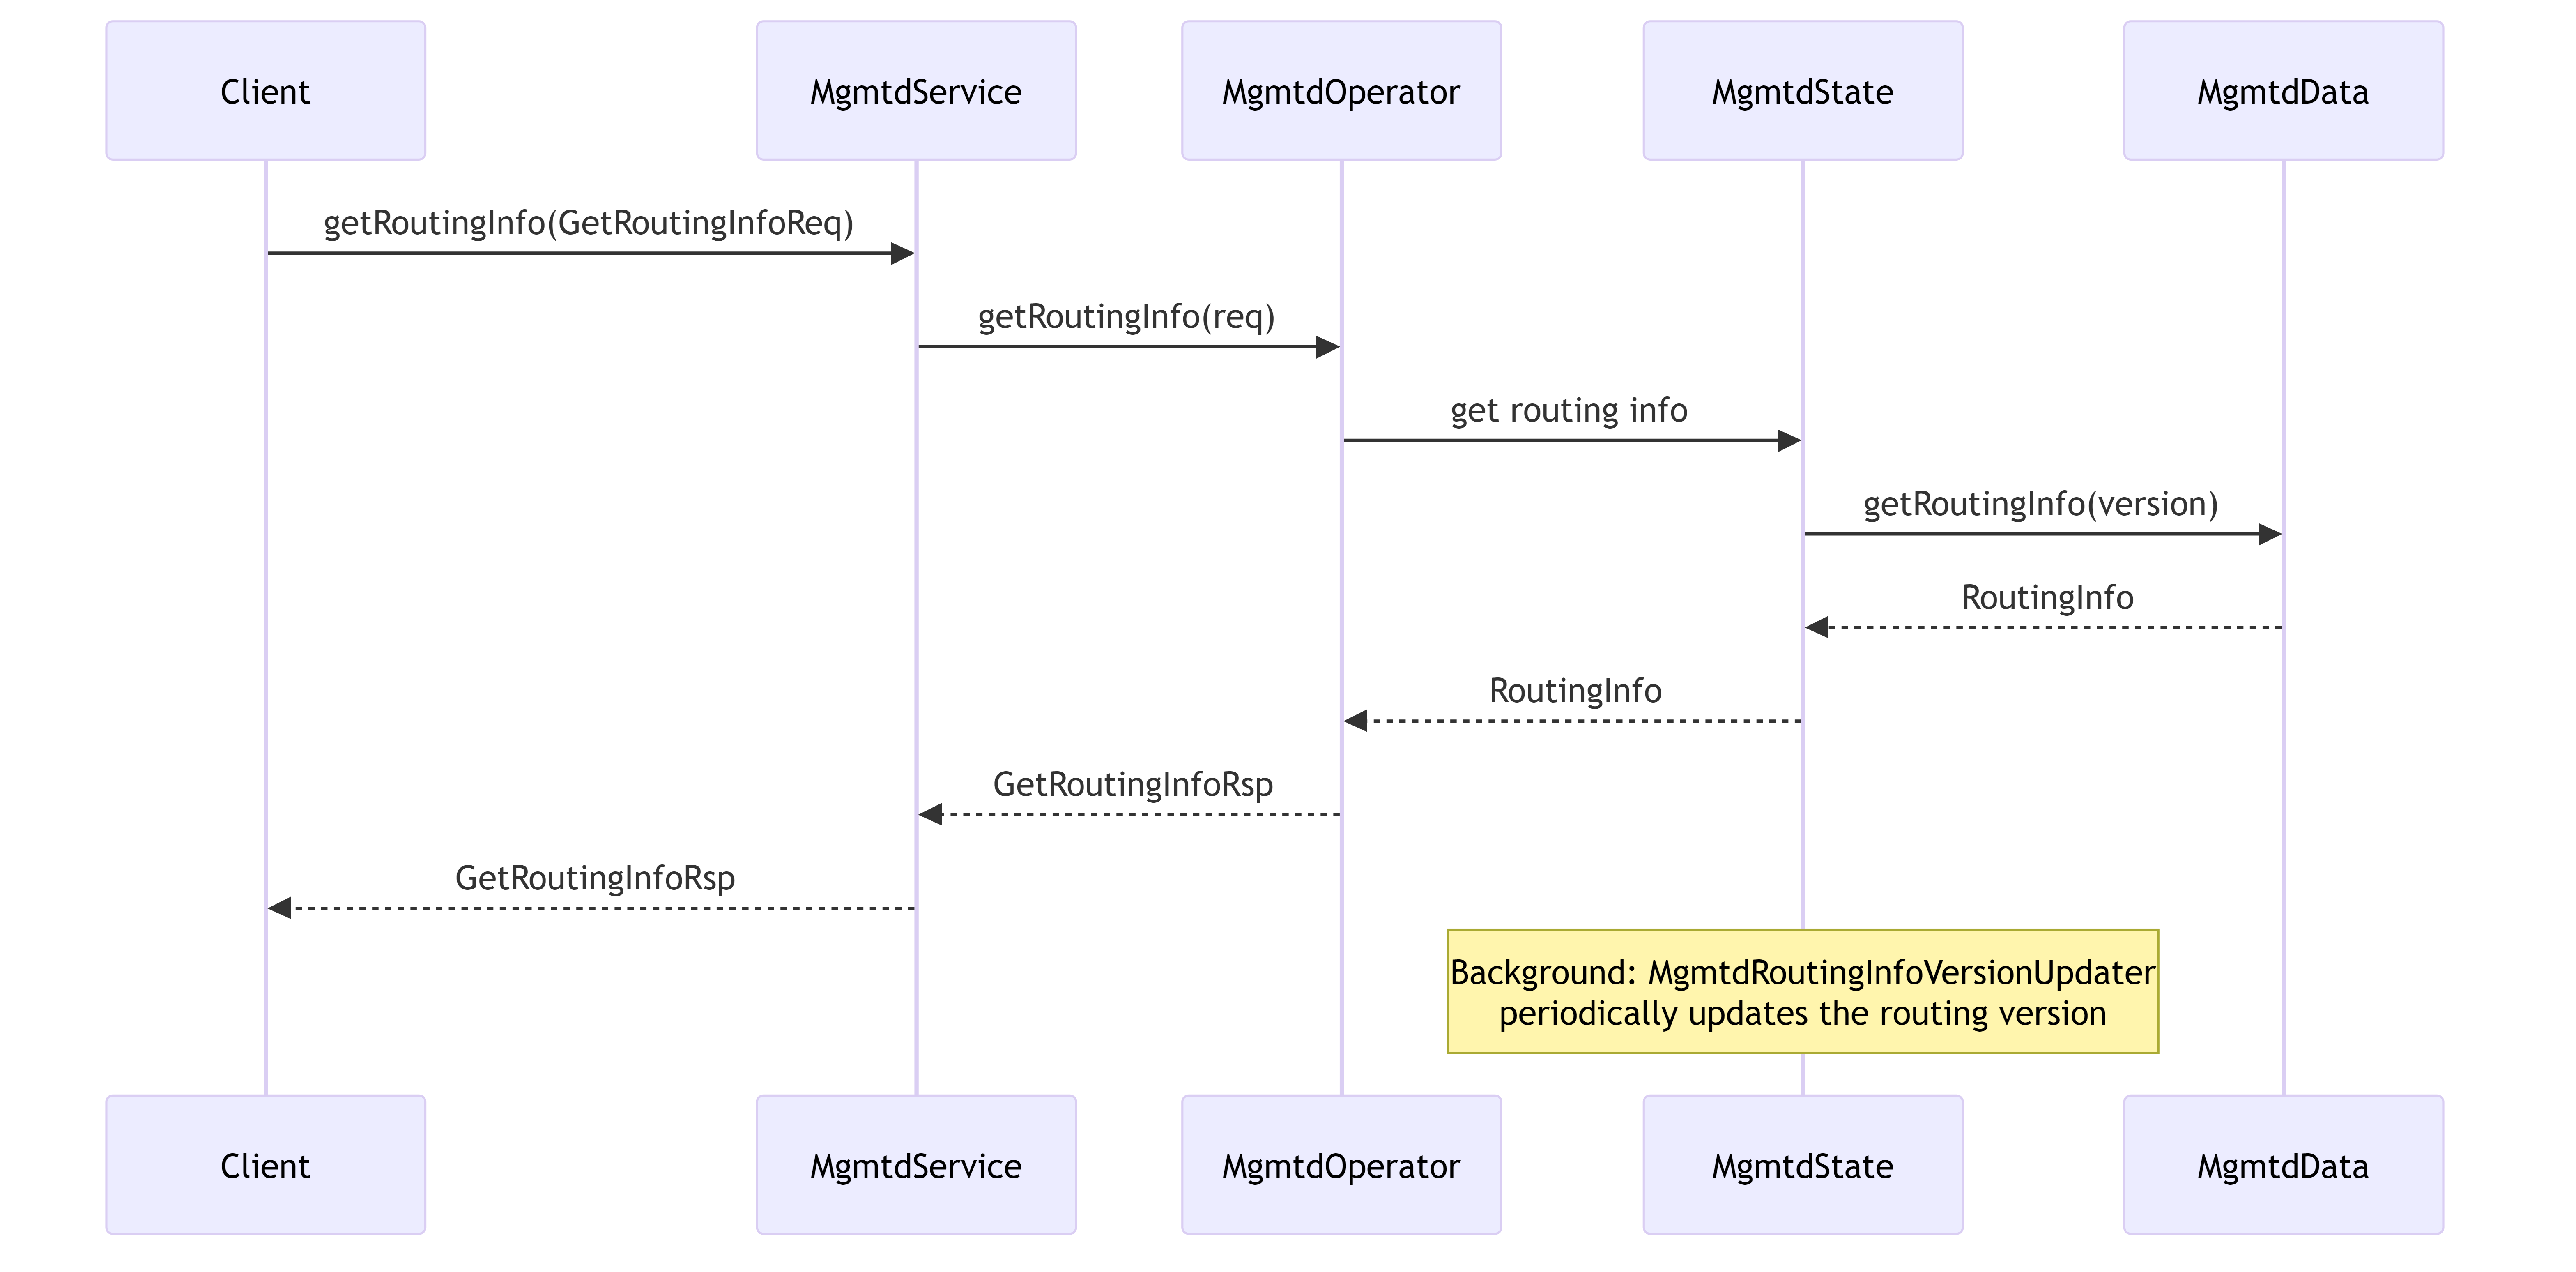 Client
MgmtdService
MgmtdOperator
MgmtdState
MgmtdData
getRoutingInfo(GetRoutingInfoReq)
getRoutingInfo(req)
get routing info
getRoutingInfo(version)
RoutingInfo
RoutingInfo
GetRoutingInfoRsp
GetRoutingInfoRsp
Background: MgmtdRoutingInfoVersionUpdater
periodically updates the routing version
Client
MgmtdService
MgmtdOperator
MgmtdState
MgmtdData